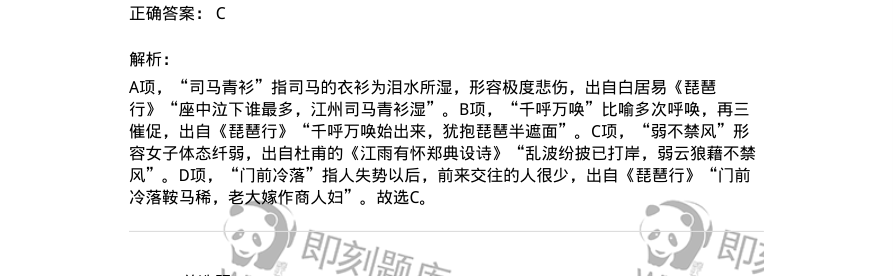 正确答案： C
解析：
A项，“司马青衫”指司马的衣衫为泪水所湿，形容极度悲伤，出自白居易《琵琶
行》“座中泣下谁最多，江州司马青衫湿”。B项，“千呼万唤”比喻多次呼唤，再三
催促，出自《琵琶行》“千呼万唤始出来，犹抱琵琶半遮面”。C项，“弱不禁风”形
容女子体态纤弱，出自杜甫的《江雨有怀郑典设诗》“乱波纷披已打岸，弱云狼藉不禁
风”。D项，“门前冷落”指人失势以后，前来交往的人很少，出自《琵琶行》“门前
冷落鞍马稀，老大嫁作商人妇”。故选C。
即刻题库
即刻题